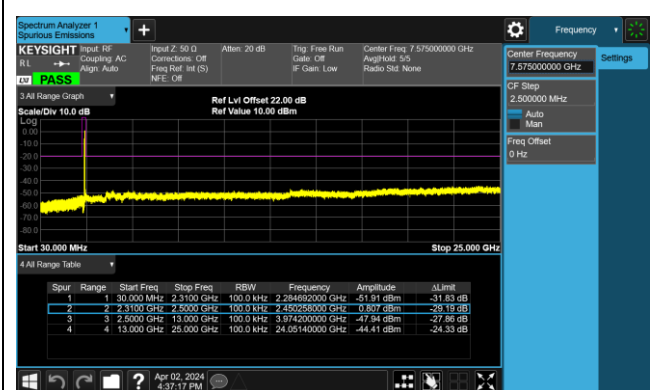 Spectrum Analyzer 1
Spurious Emissions
Frequency
KEYSIGHT
Input: RF
Coupling: AC
Align: Auto
Input Z: 50 Ω
Corrections: Off
Freq Ref: Int (S)
NFE: Off
Atten: 20 dB
Trig: Free Run
Gate: Off
IF Gain: Low
Center Freq: 7.575000000 GHz
Avg|Hold: 5/5
Radio Std: None
R L
LXI PASS
Center Frequency
7.575000000 GHz
Settings
CF Step
2.500000 MHz
Auto
Man
Freq Offset
0 Hz
3 All Range Graph
Scale/Div 10.0 dB
Ref Lvl Offset 22.00 dB
Ref Value 10.00 dBm
Log
0.00
-10.0
-20.0
-30.0
-40.0
-50.0
-60.0
-70.0
-80.0
Start 30.000 MHz
Stop 25.000 GHz
4 All Range Table
Spur Range Start Freq Stop Freq RBW Frequency Amplitude ΔLimit
1 1 30.000 MHz 2.3100 GHz 100.0 kHz 2.284692000 GHz -51.91 dBm -31.83 dB
2 2 2.3100 GHz 2.5000 GHz 100.0 kHz 2.450258000 GHz 0.807 dBm -29.19 dB
3 3 2.5000 GHz 13.000 GHz 100.0 kHz 3.974200000 GHz -47.94 dBm -27.86 dB
4 4 13.000 GHz 25.000 GHz 100.0 kHz 24.05140000 GHz -44.41 dBm -24.33 dB
Apr 02, 2024
4:37:17 PM